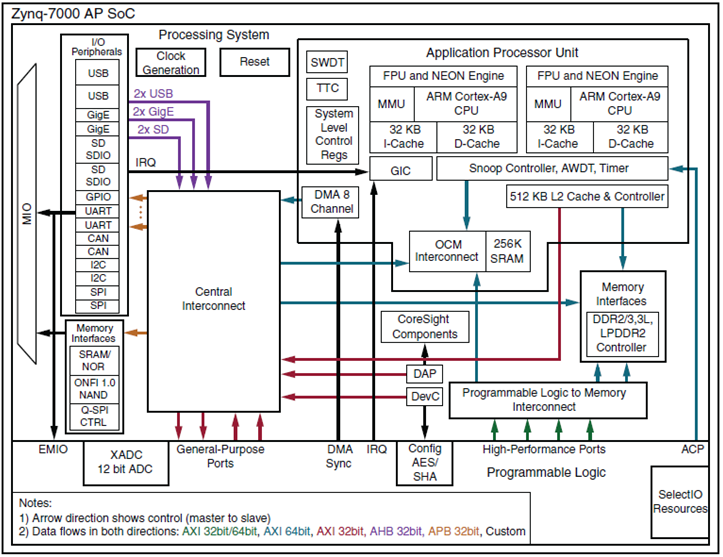 Zynq-7000 AP SoC
Processing System
I/O
Peripherals
USB
USB
GigE
GigE
SD
SDIO
SD
SDIO
GPIO
UART
UART
CAN
CAN
I2C
I2C
SPI
SPI
MIO
Clock
Generation
Reset
2x USB
2x GigE
2x SD
IRQ
SWDT
TTC
System
Level
Control
Regs
Application Processor Unit
FPU and NEON Engine
MMU
ARM Cortex-A9
CPU
32 KB
I-Cache
32 KB
D-Cache
FPU and NEON Engine
MMU
ARM Cortex-A9
CPU
32 KB
I-Cache
32 KB
D-Cache
GIC
Snoop Controller, AWDT, Timer
512 KB L2 Cache & Controller
DMA 8
Channel
OCM
Interconnect
256K
SRAM
Central
Interconnect
Memory
Interfaces
DDR2/3,3L,
LPDDR2
Controller
CoreSight
Components
DAP
DevC
Programmable Logic to Memory
Interconnect
Memory
Interfaces
SRAM/
NOR
ONFI 1.0
NAND
Q-SPI
CTRL
EMIO
XADC
12 bit ADC
General-Purpose
Ports
DMA
Sync
IRQ
Config
AES/
SHA
High-Performance Ports
ACP
Programmable Logic
SelectIO
Resources
Notes:
1) Arrow direction shows control (master to slave)
2) Data flows in both directions: AXI 32bit/64bit, AXI 64bit, AXI 32bit, AHB 32bit, APB 32bit, Custom